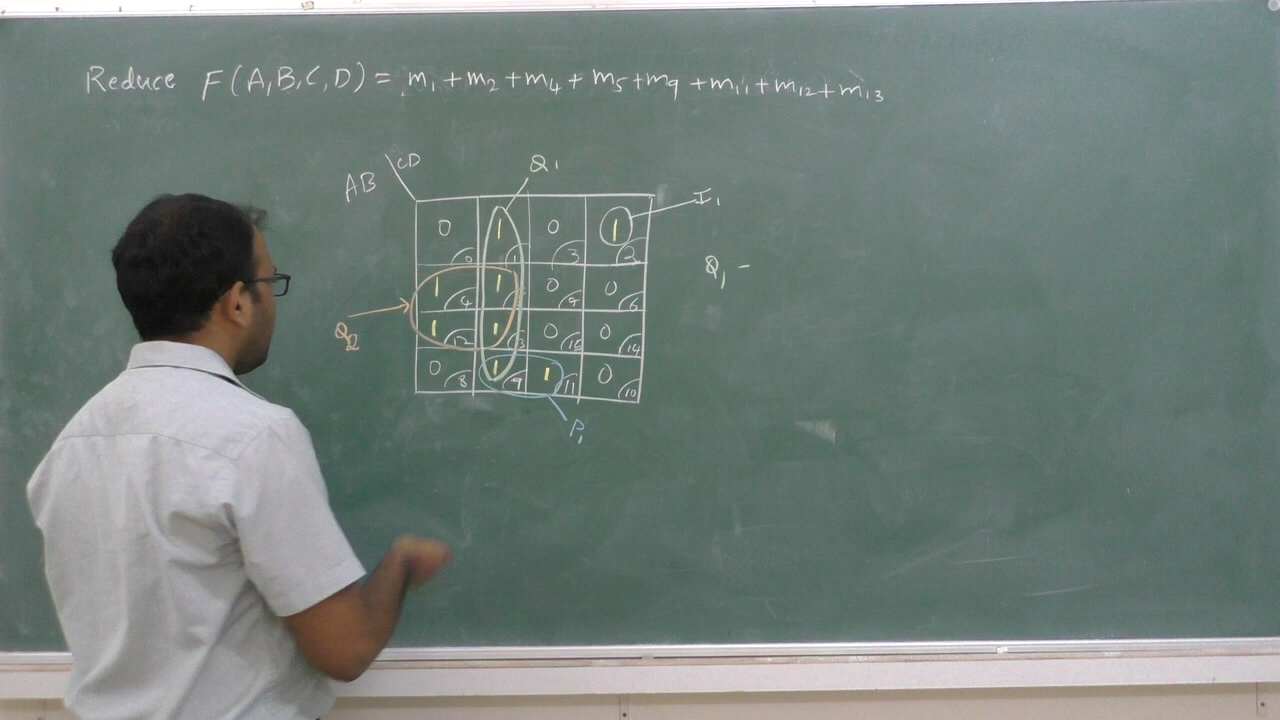 Reduce F(A,B,C,D) = m₁ + m₂ + m₄ + m₅ + m₉ + m₁₁ + m₁₂ + m₁₃
CD Q₁
AB
0 1 0 1 I₁
0 1 3 2
Q₁ -
1 1 0 0
4 6
Q₂
1 1 0 0
12 13 15 14
0 1 1 0
8 9 11 10
P₁